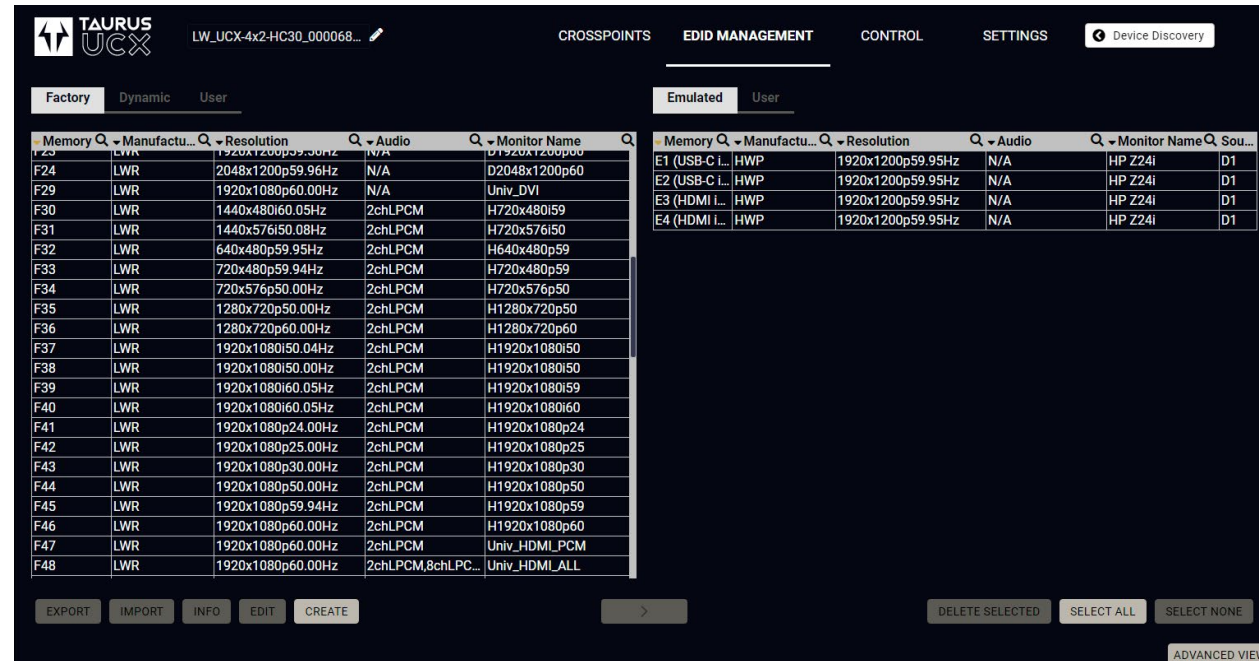 TAURUS
UCX
LW_UCX-4x2-HC30_000068...
CROSSPOINTS EDID MANAGEMENT CONTROL SETTINGS Device Discovery
Factory Dynamic User
Emulated User
Memory Manufactu... Resolution Audio Monitor Name
F23 LWR 1920x1200p59.50Hz N/A D1920x1200p60
F24 LWR 2048x1200p59.96Hz N/A D2048x1200p60
F29 LWR 1920x1080p60.00Hz N/A Univ_DVI
F30 LWR 1440x480i60.05Hz 2chLPCM H720x480i59
F31 LWR 1440x576i50.08Hz 2chLPCM H720x576i50
F32 LWR 640x480p59.95Hz 2chLPCM H640x480p59
F33 LWR 720x480p59.94Hz 2chLPCM H720x480p59
F34 LWR 720x576p50.00Hz 2chLPCM H720x576p50
F35 LWR 1280x720p50.00Hz 2chLPCM H1280x720p50
F36 LWR 1280x720p60.00Hz 2chLPCM H1280x720p60
F37 LWR 1920x1080i50.04Hz 2chLPCM H1920x1080i50
F38 LWR 1920x1080i50.00Hz 2chLPCM H1920x1080i50
F39 LWR 1920x1080i60.05Hz 2chLPCM H1920x1080i59
F40 LWR 1920x1080i60.05Hz 2chLPCM H1920x1080i60
F41 LWR 1920x1080p24.00Hz 2chLPCM H1920x1080p24
F42 LWR 1920x1080p25.00Hz 2chLPCM H1920x1080p25
F43 LWR 1920x1080p30.00Hz 2chLPCM H1920x1080p30
F44 LWR 1920x1080p50.00Hz 2chLPCM H1920x1080p50
F45 LWR 1920x1080p59.94Hz 2chLPCM H1920x1080p59
F46 LWR 1920x1080p60.00Hz 2chLPCM H1920x1080p60
F47 LWR 1920x1080p60.00Hz 2chLPCM Univ_HDMI_PCM
F48 LWR 1920x1080p60.00Hz 2chLPCM,8chLPC... Univ_HDMI_ALL
Memory Manufactu... Resolution Audio Monitor Name Sou...
E1 (USB-C i... HWP 1920x1200p59.95Hz N/A HP Z24i D1
E2 (USB-C i... HWP 1920x1200p59.95Hz N/A HP Z24i D1
E3 (HDMI i... HWP 1920x1200p59.95Hz N/A HP Z24i D1
E4 (HDMI i... HWP 1920x1200p59.95Hz N/A HP Z24i D1
EXPORT IMPORT INFO EDIT CREATE > DELETE SELECTED SELECT ALL SELECT NONE
ADVANCED VIE